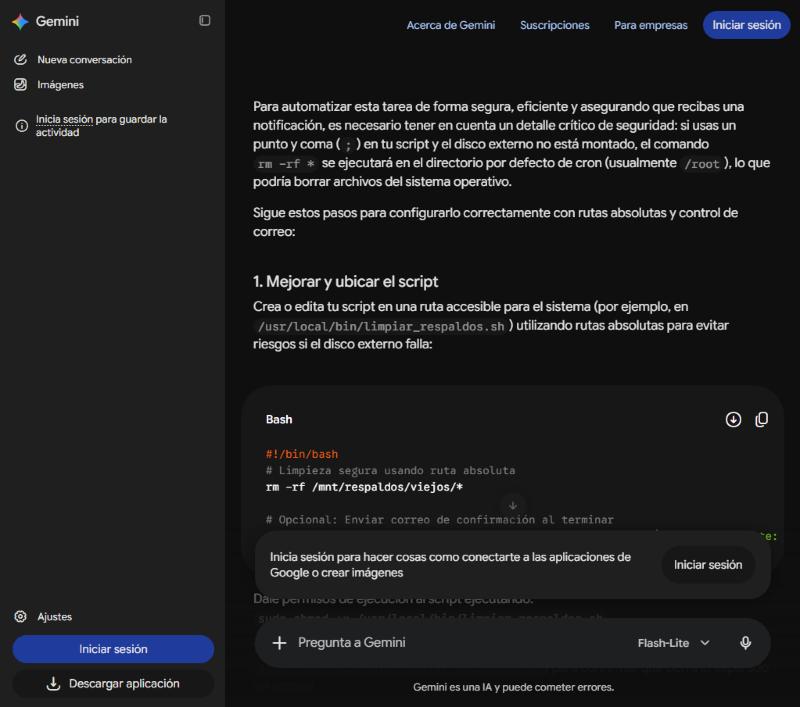 Gemini
Nueva conversación
Imágenes
Inicia sesión para guardar la
actividad
Ajustes
Iniciar sesión
Descargar aplicación
Acerca de Gemini
Suscripciones
Para empresas
Iniciar sesión
Para automatizar esta tarea de forma segura, eficiente y asegurando que recibas una
notificación, es necesario tener en cuenta un detalle crítico de seguridad: si usas un
punto y coma ( ; ) en tu script y el disco externo no está montado, el comando
rm -rf * se ejecutará en el directorio por defecto de cron (usualmente /root ), lo que
podría borrar archivos del sistema operativo.
Sigue estos pasos para configurarlo correctamente con rutas absolutas y control de
correo:
1. Mejorar y ubicar el script
Crea o edita tu script en una ruta accesible para el sistema (por ejemplo, en
/usr/local/bin/limpiar_respaldos.sh ) utilizando rutas absolutas para evitar
riesgos si el disco externo falla:
Bash
#!/bin/bash
# Limpieza segura usando ruta absoluta
rm -rf /mnt/respaldos/viejos/*
# Opcional: Enviar correo de confirmación al terminar
te:
Inicia sesión para hacer cosas como conectarte a las aplicaciones de
Google o crear imágenes
Iniciar sesión
Dale permisos de ejecución al script ejecutando:
sudo chmod +x /usr/local/bin/limpiar_respaldos.sh
Pregunta a Gemini
Flash-Lite
Gemini es una IA y puede cometer errores.